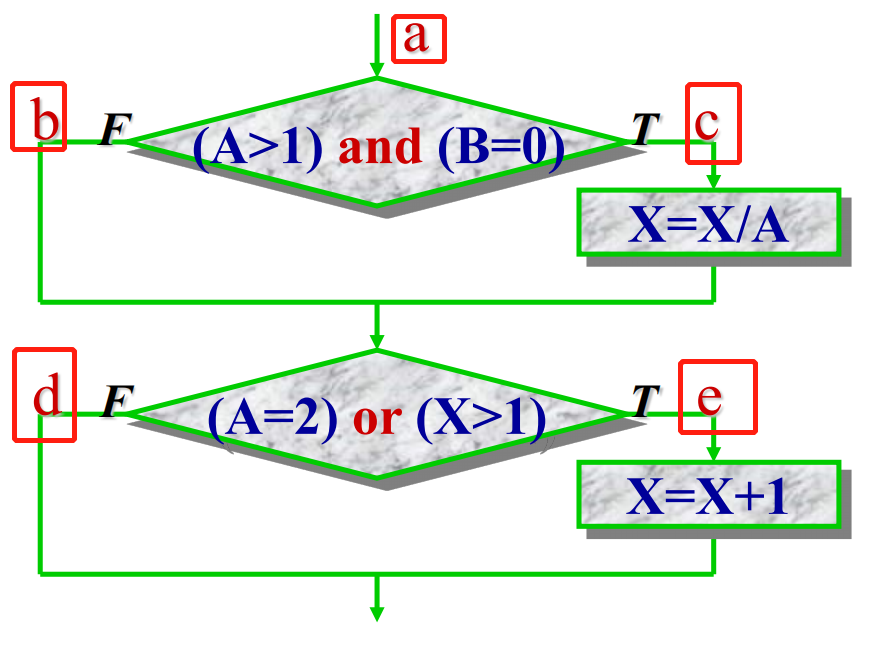 a
b F (A>1) and (B=0) T c
X=X/A
d F (A=2) or (X>1) T e
X=X+1